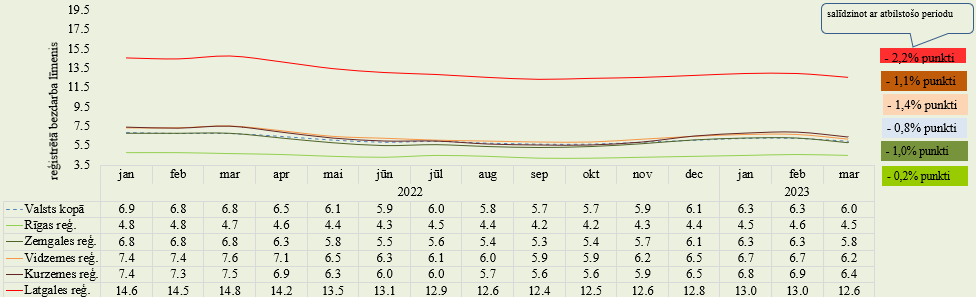 19.5
17.5
15.5
13.5
11.5
9.5
7.5
5.5
3.5
reģistrētā bezdarba līmenis
salīdzinot ar atbilstošo periodu
- 2,2% punkti
- 1,1% punkti
- 1,4% punkti
- 0,8% punkti
- 1,0% punkti
- 0,2% punkti
jan feb mar apr mai jūn jūl aug sep okt nov dec jan feb mar
2022 2023
Valsts kopā 6.9 6.8 6.8 6.5 6.1 5.9 6.0 5.8 5.7 5.7 5.9 6.1 6.3 6.3 6.0
Rīgas reģ. 4.8 4.8 4.7 4.6 4.4 4.3 4.5 4.4 4.2 4.2 4.3 4.4 4.5 4.6 4.5
Zemgales reģ. 6.8 6.8 6.8 6.3 5.8 5.5 5.6 5.4 5.3 5.4 5.7 6.1 6.3 6.3 5.8
Vidzemes reģ. 7.4 7.4 7.6 7.1 6.5 6.3 6.1 6.0 5.9 5.9 6.2 6.5 6.7 6.7 6.2
Kurzemes reģ. 7.4 7.3 7.5 6.9 6.3 6.0 6.0 5.7 5.6 5.6 5.9 6.5 6.8 6.9 6.4
Latgales reģ. 14.6 14.5 14.8 14.2 13.5 13.1 12.9 12.6 12.4 12.5 12.6 12.8 13.0 13.0 12.6